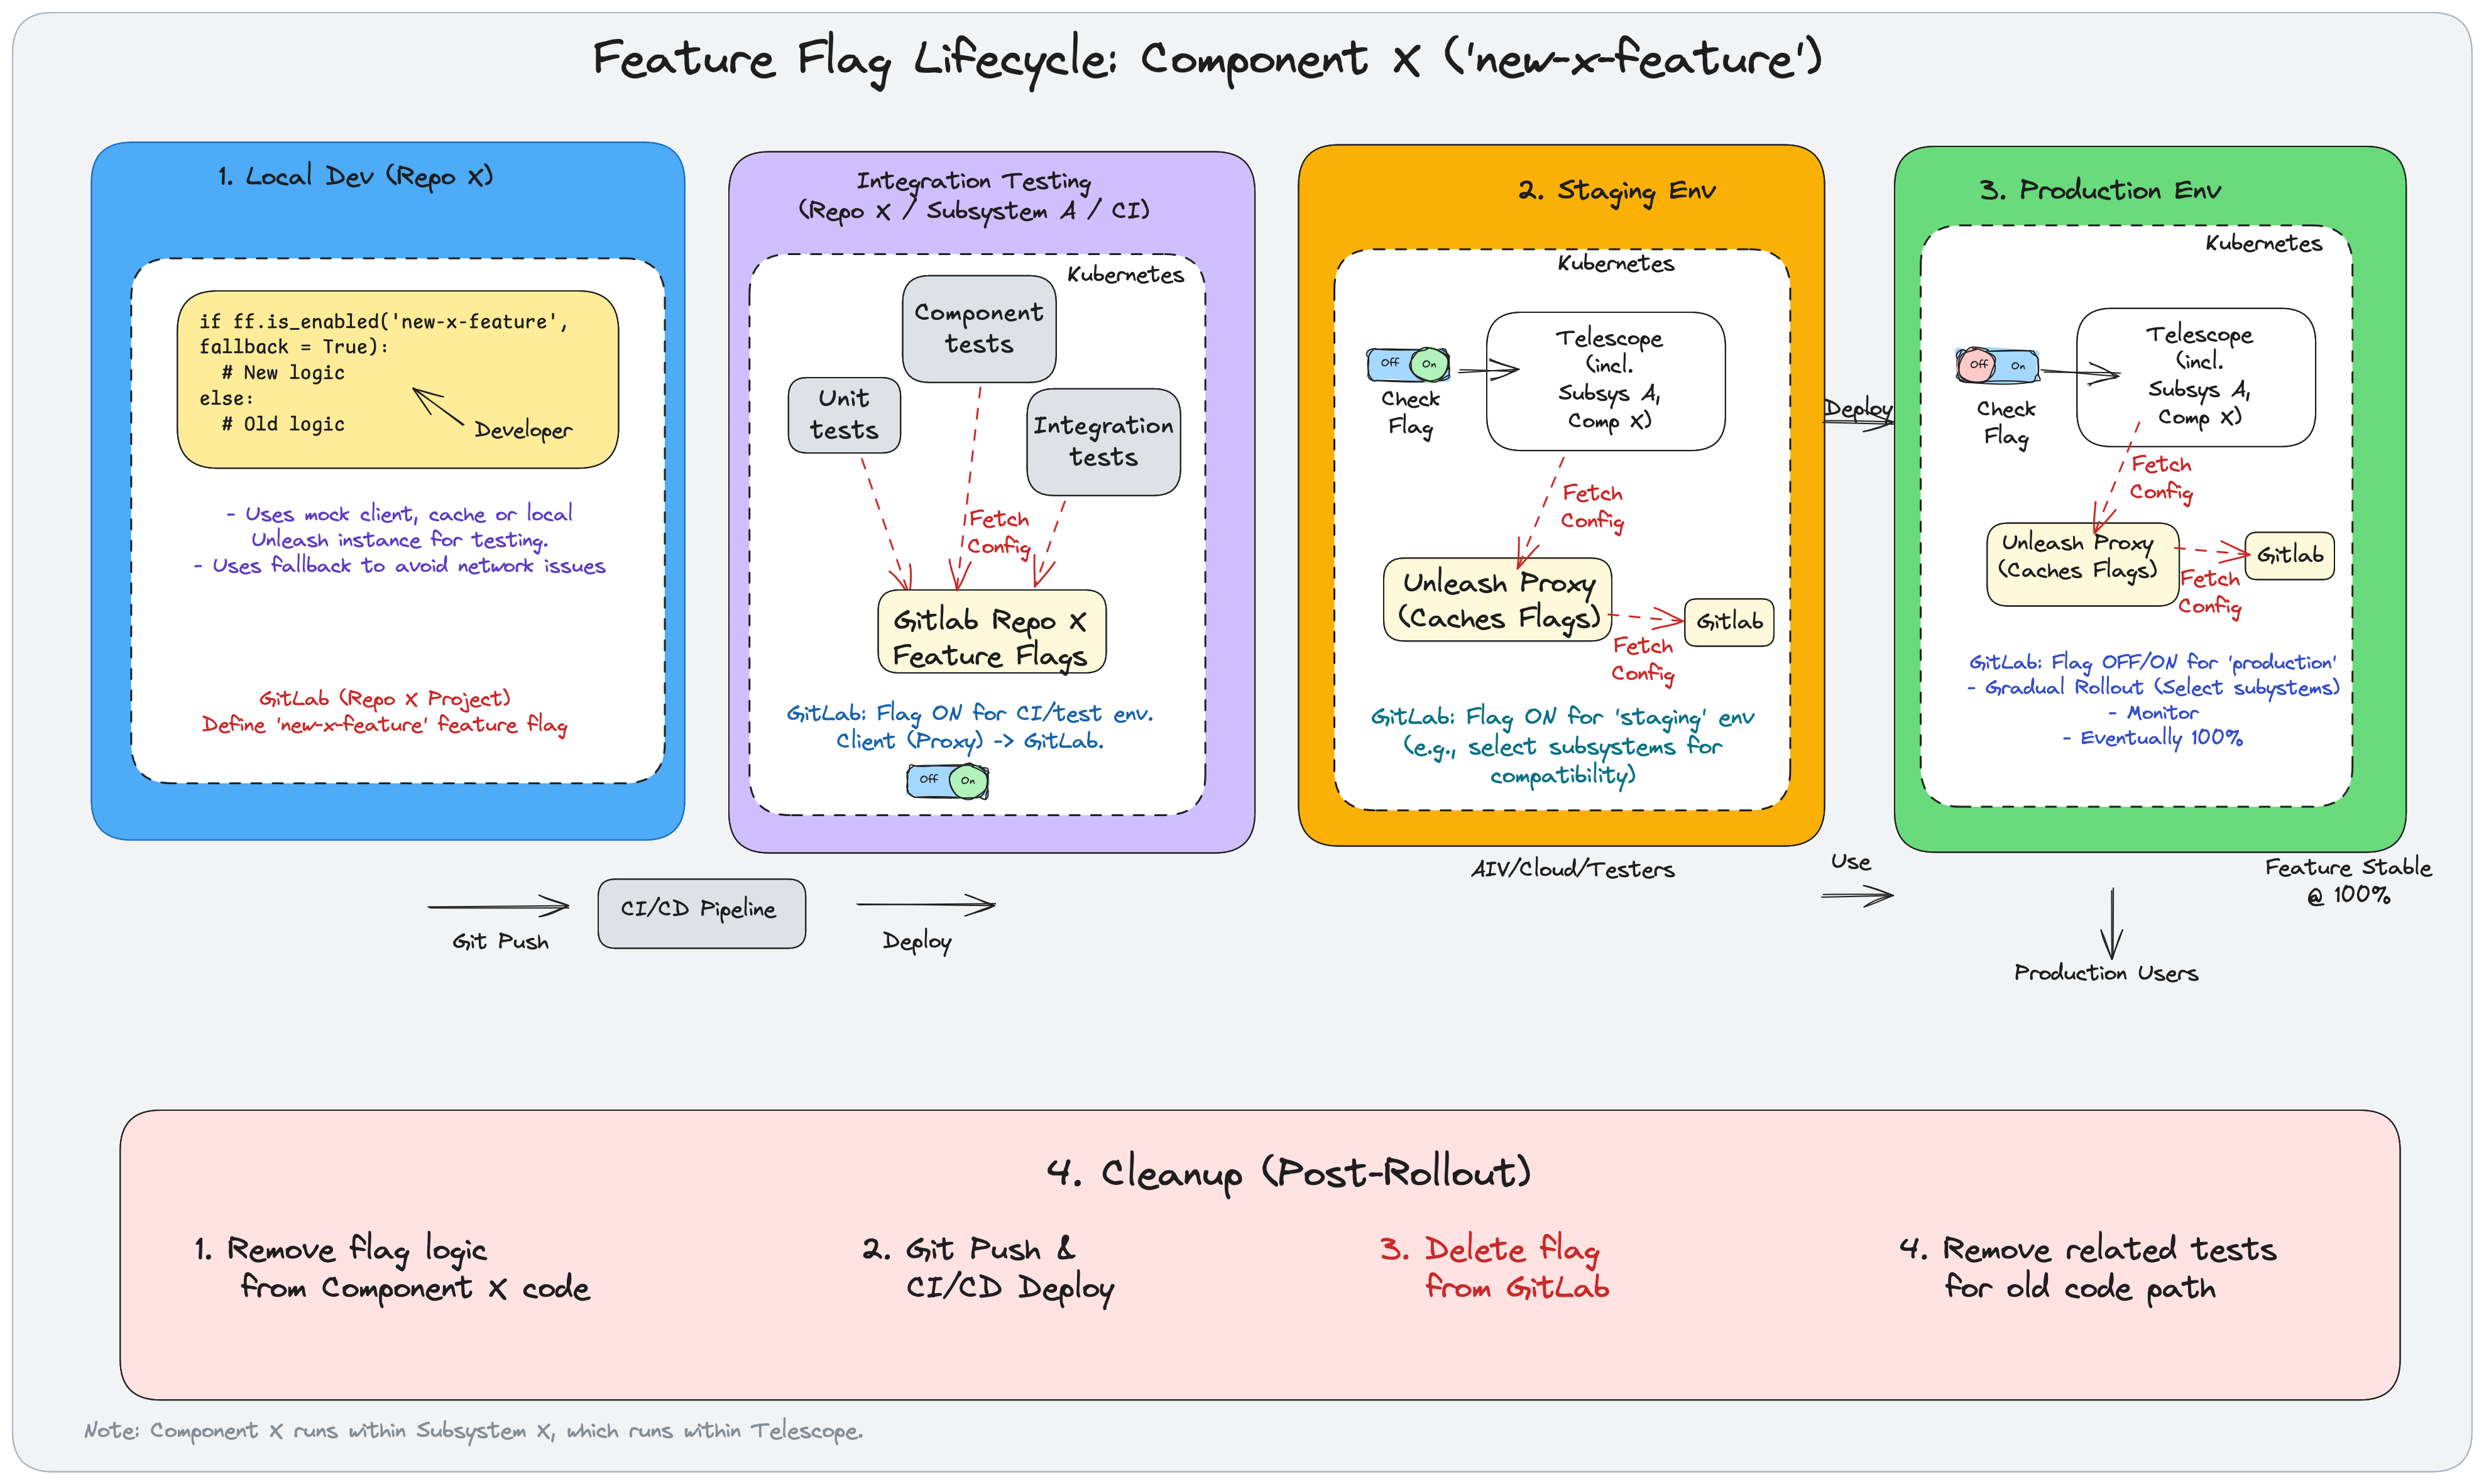 Feature Flag Lifecycle: Component X ('new-x-feature')
1. Local Dev (Repo X)
if ff.is_enabled('new-x-feature',
fallback = True):
# New logic
else:
# Old logic
Developer
- Uses mock client, cache or local
Unleash instance for testing.
- Uses fallback to avoid network issues
GitLab (Repo X Project)
Define 'new-x-feature' feature flag
Integration Testing
(Repo X / Subsystem A / CI)
Kubernetes
Component
tests
Unit
tests
Integration
tests
Fetch
Config
Gitlab Repo X
Feature Flags
GitLab: Flag ON for CI/test env.
Client (Proxy) -> GitLab.
Off On
2. Staging Env
Kubernetes
Off On
Check
Flag
Telescope
(incl.
Subsys A,
Comp X)
Fetch
Config
Unleash Proxy
(Caches Flags)
Gitlab
Fetch
Config
GitLab: Flag ON for 'staging' env
(e.g., select subsystems for
compatibility)
Deploy
3. Production Env
Kubernetes
Off On
Check
Flag
Telescope
(incl.
Subsys A,
Comp X)
Fetch
Config
Unleash Proxy
(Caches Flags)
Gitlab
Fetch
Config
GitLab: Flag OFF/ON for 'production'
- Gradual Rollout (Select subystems)
- Monitor
- Eventually 100%
Git Push
CI/CD Pipeline
Deploy
AIV/Cloud/Testers
Use
Feature Stable
@ 100%
Production Users
4. Cleanup (Post-Rollout)
1. Remove flag logic
from Component X code
2. Git Push &
CI/CD Deploy
3. Delete flag
from GitLab
4. Remove related tests
for old code path
Note: Component X runs within Subsystem X, which runs within Telescope.